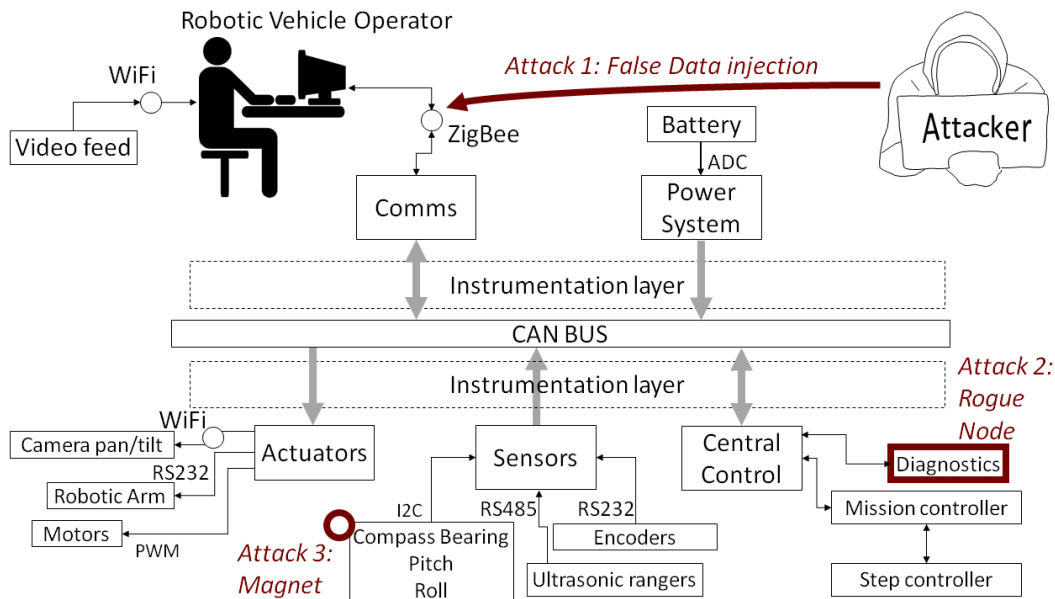 Robotic Vehicle Operator
WiFi
Attack 1: False Data injection
Video feed
ZigBee
Battery
Attacker
ADC
Comms
Power
System
Instrumentation layer
CAN BUS
Instrumentation layer
Attack 2:
Rogue
Node
WiFi
Camera pan/tilt
Actuators
Sensors
Central
Control
Diagnostics
RS232
Robotic Arm
I2C
RS485
RS232
Mission controller
Motors
PWM
Attack 3:
Magnet
Compass Bearing
Pitch
Roll
Encoders
Ultrasonic rangers
Step controller